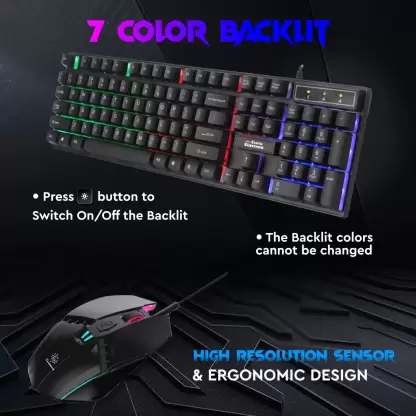 7 COLOR BACKLIT
• Press ☀ button to
Switch On/Off the Backlit
• The Backlit colors
cannot be changed
HIGH RESOLUTION SENSOR
& ERGONOMIC DESIGN